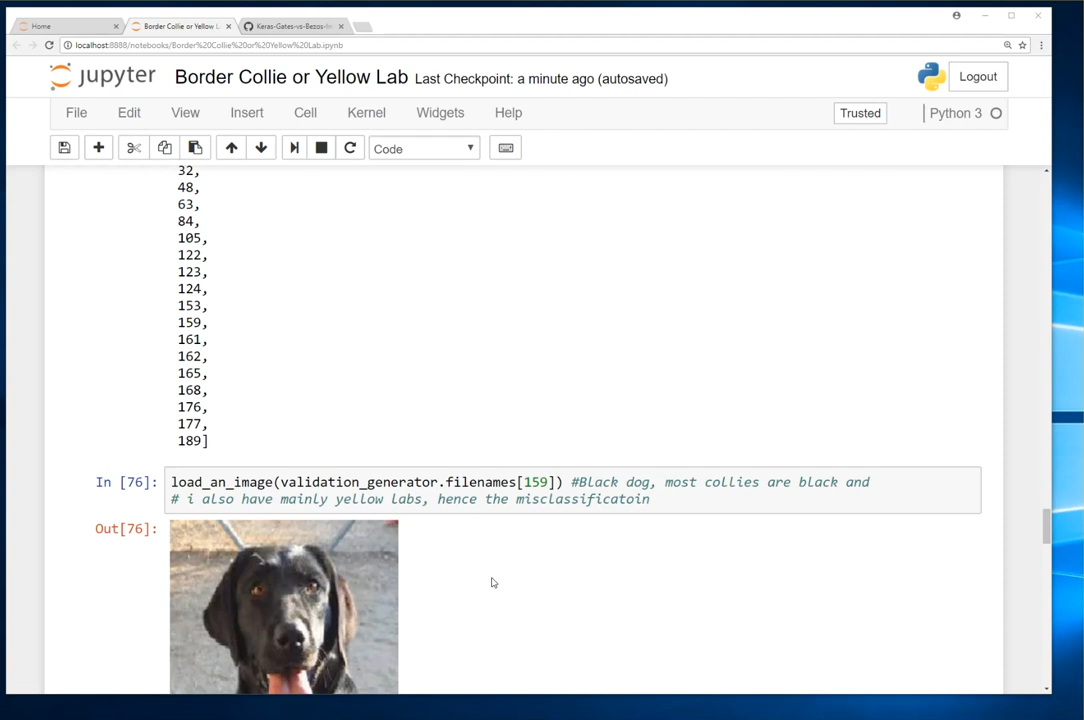 Home
Border Collie or Yellow L
Keras-Gates-vs-Bezos-Im
localhost:8888/notebooks/Border%20Collie%20or%20Yellow%20Lab.ipynb
jupyter Border Collie or Yellow Lab Last Checkpoint: a minute ago (autosaved) Logout
File Edit View Insert Cell Kernel Widgets Help Trusted Python 3
Code
32,
48,
63,
84,
105,
122,
123,
124,
153,
159,
161,
162,
165,
168,
176,
177,
189]
In [76]: load_an_image(validation_generator.filenames[159]) #Black dog, most collies are black and
# i also have mainly yellow labs, hence the misclassificatoin
Out[76]: